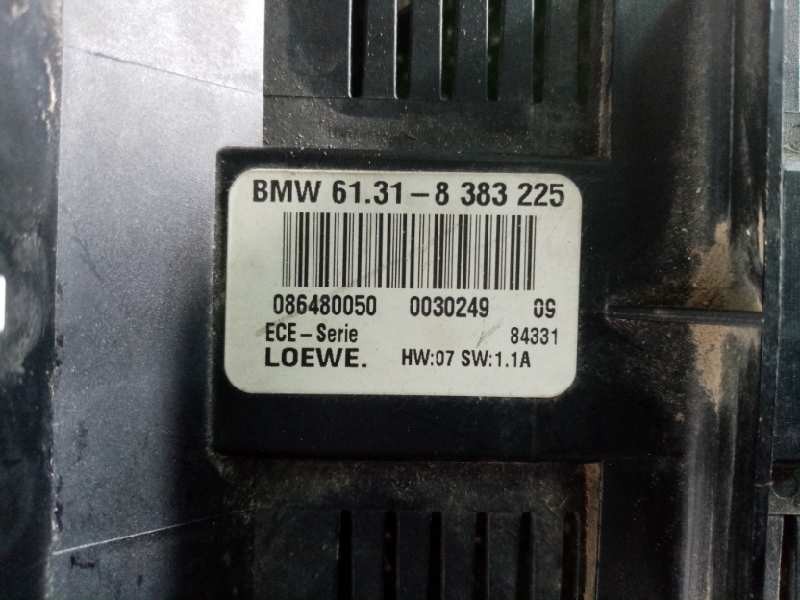 BMW 61.31-8 383 225
086480050 0030249 09
ECE-Serie 84331
LOEWE. HW:07 SW:1.1A